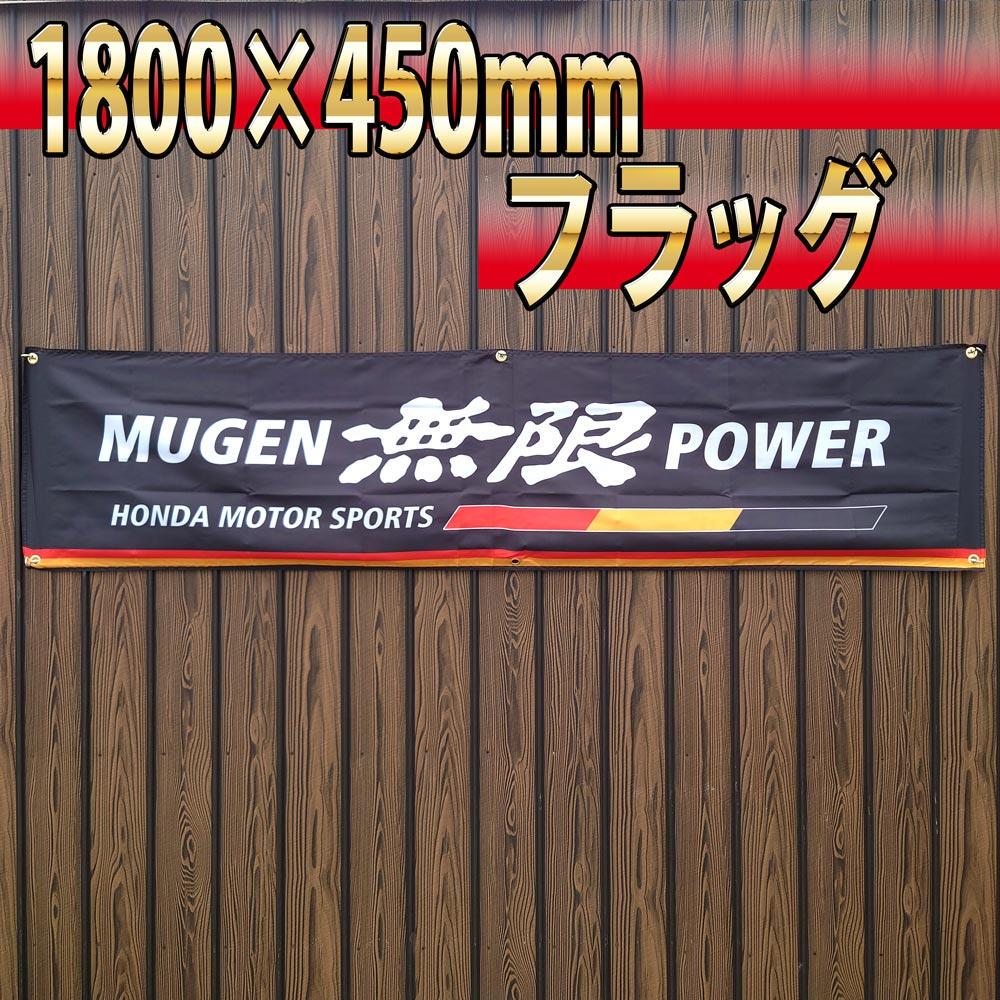 1800×450mm
フラッグ
MUGEN 無限 POWER
HONDA MOTOR SPORTS